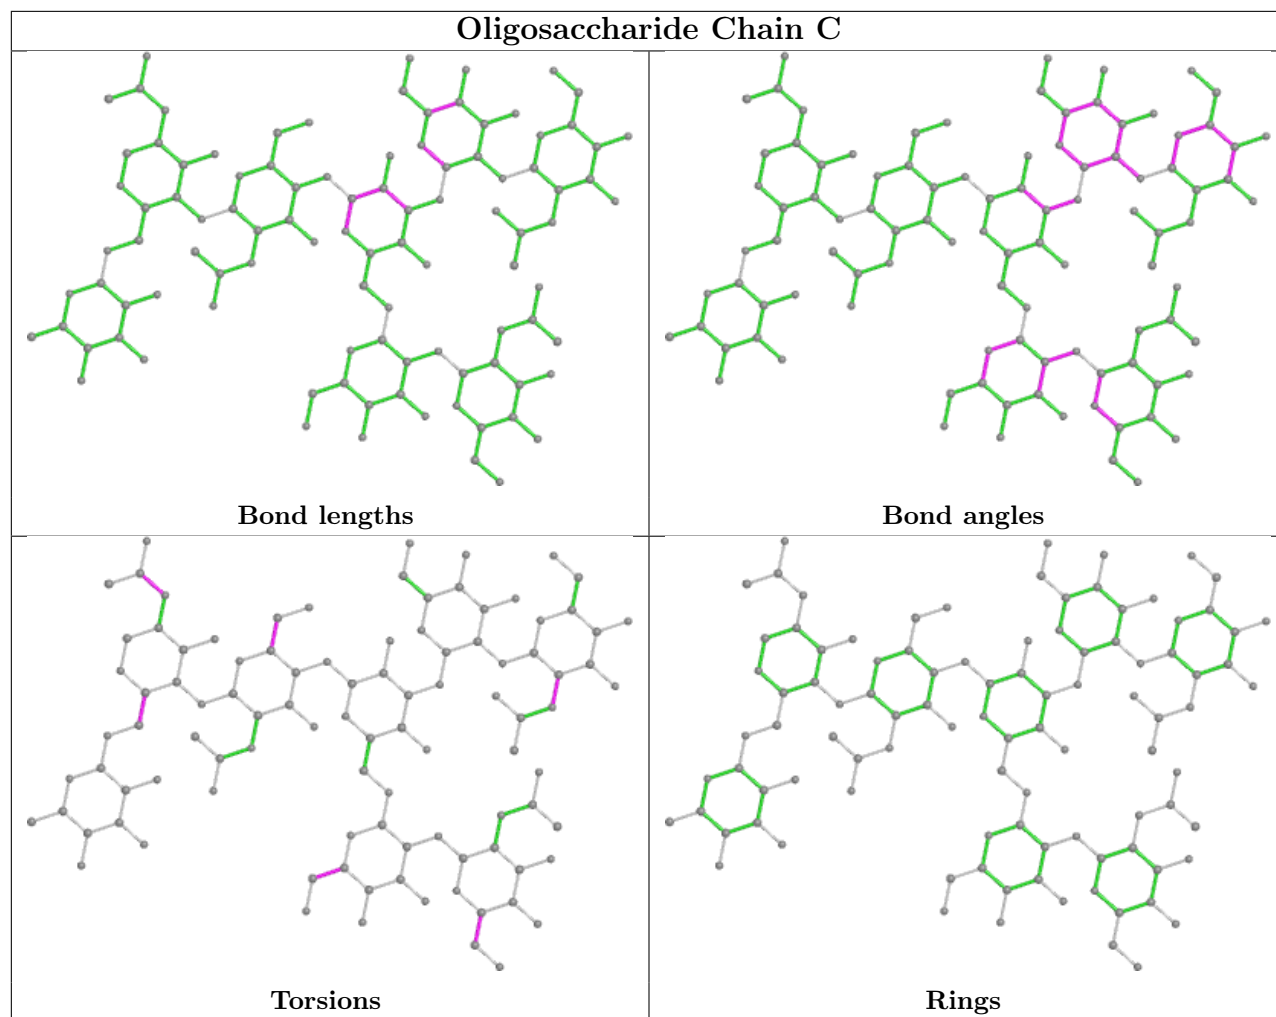 Oligosaccharide Chain C
Bond lengths
Bond angles
Torsions
Rings